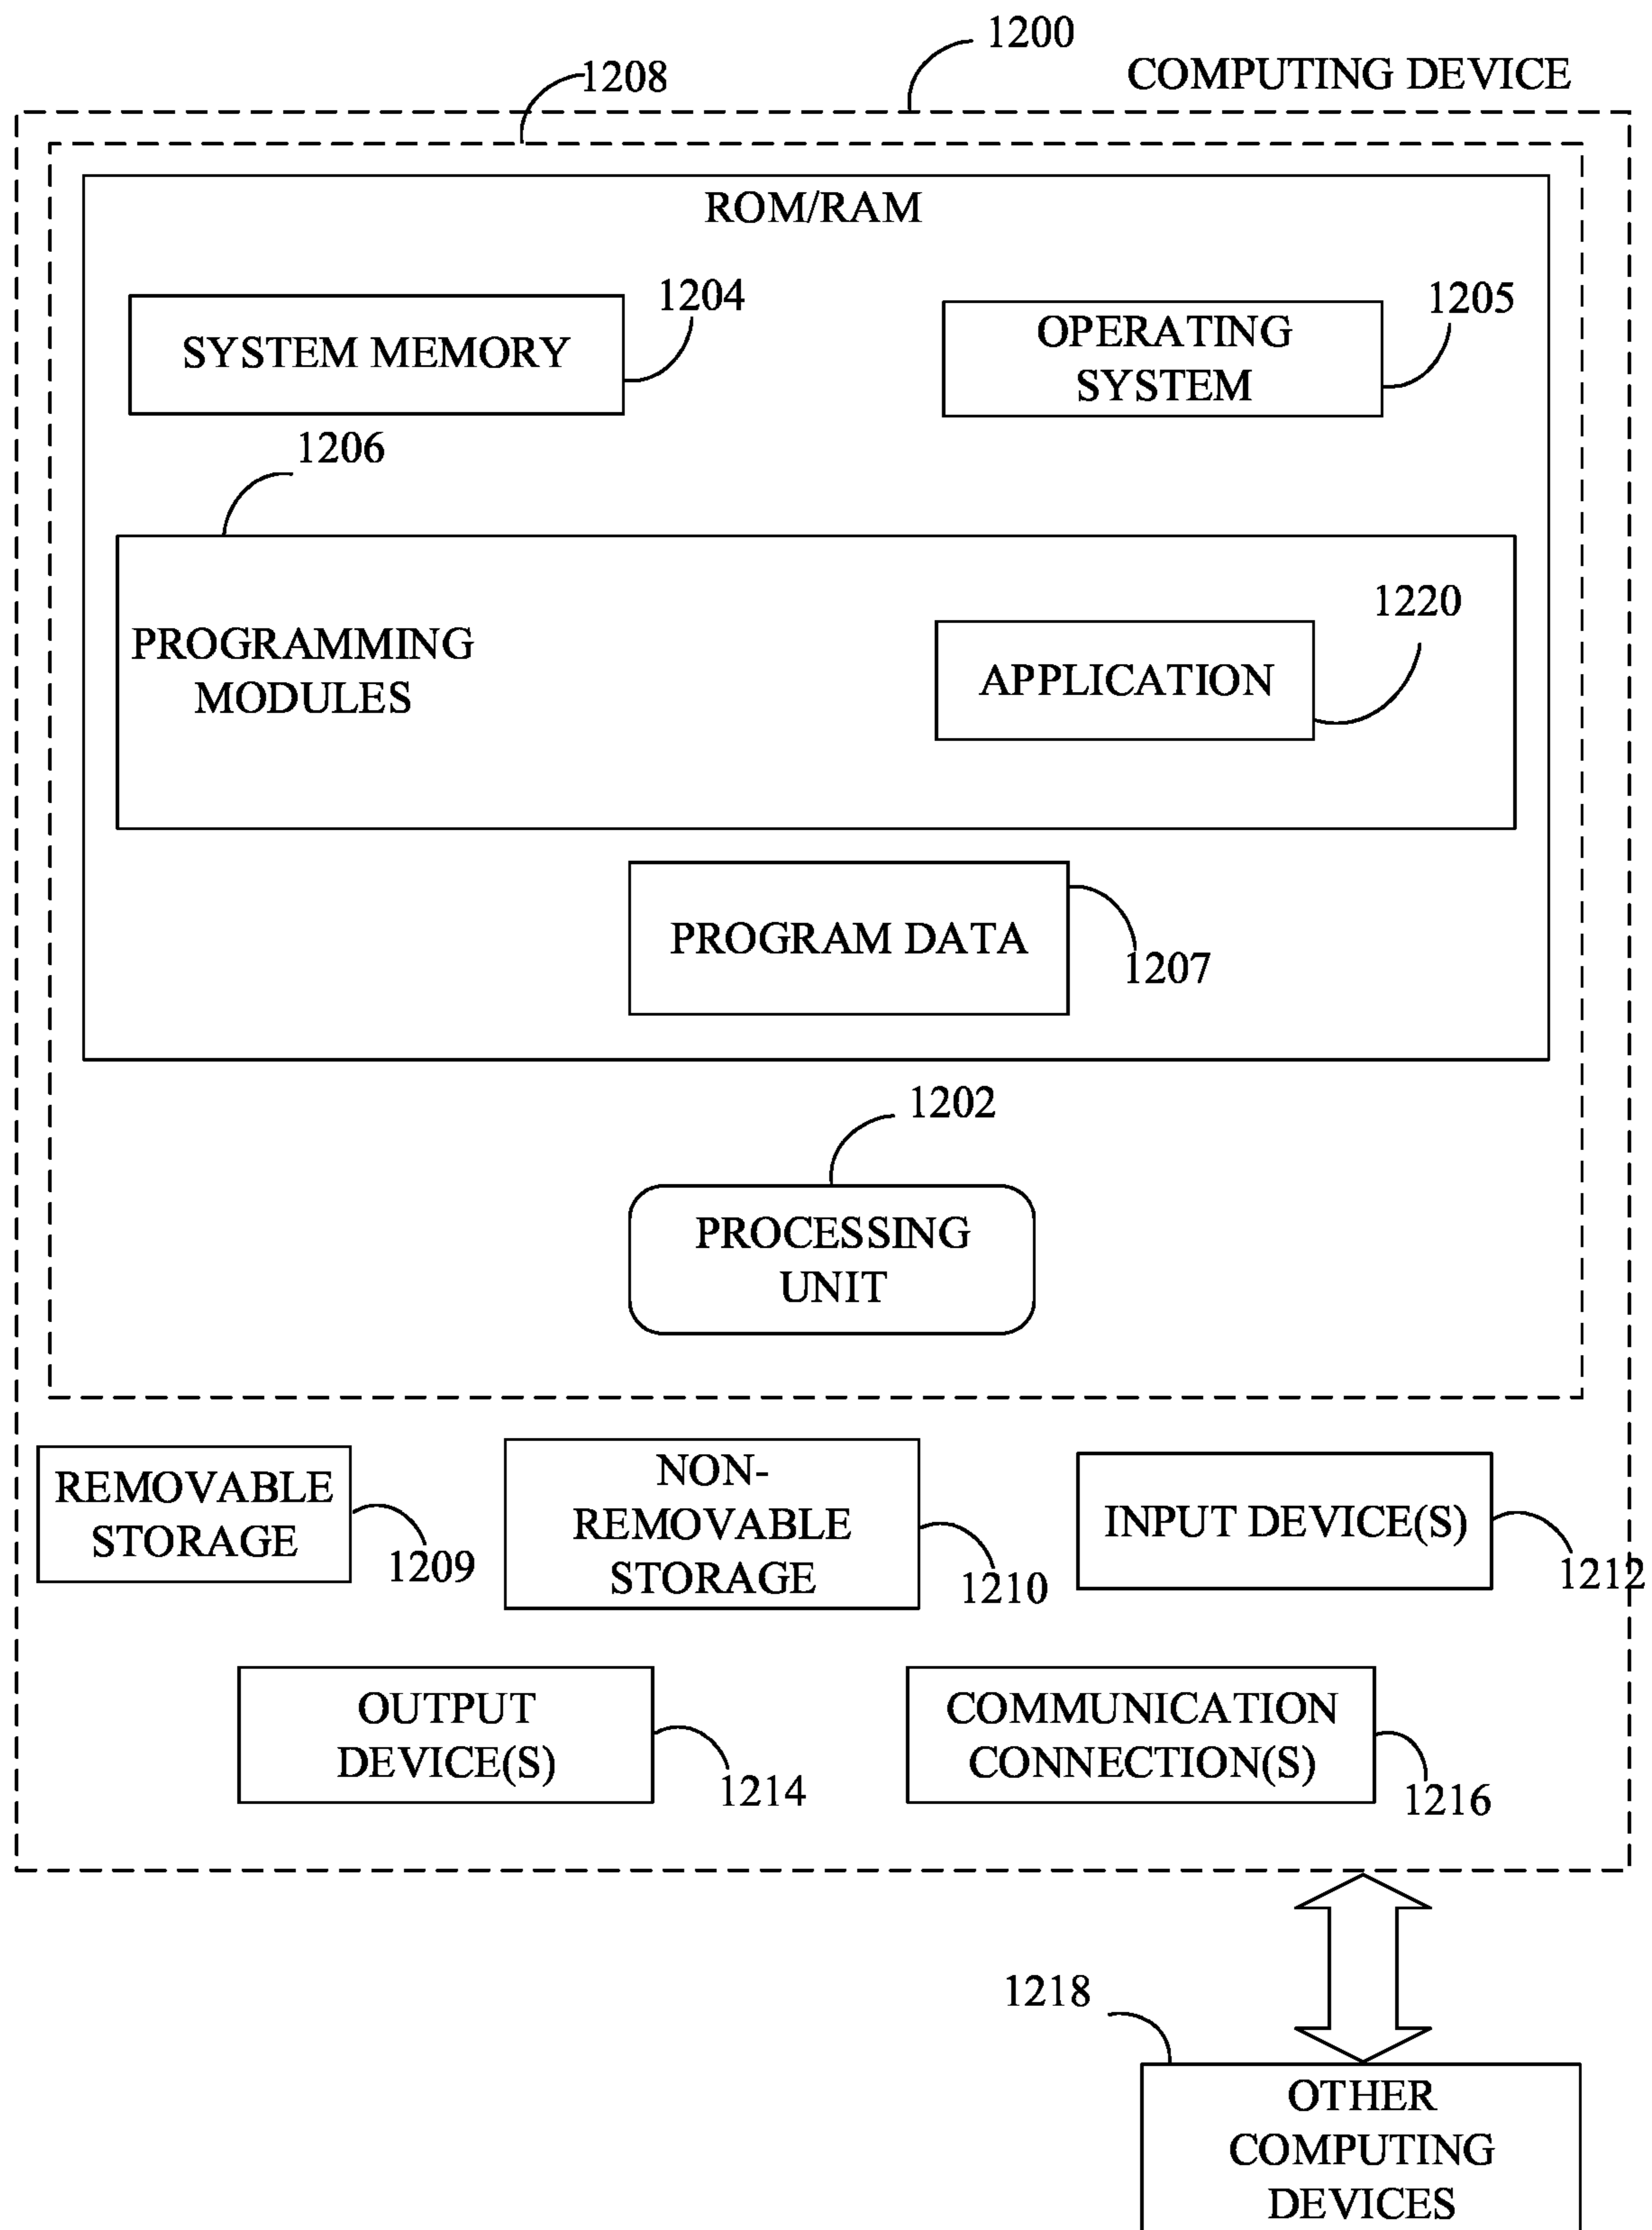 1200
COMPUTING DEVICE
1208
ROM/RAM
1204
SYSTEM MEMORY
1205
OPERATING
SYSTEM
1206
PROGRAMMING
MODULES
1220
APPLICATION
PROGRAM DATA
1207
1202
PROCESSING
UNIT
REMOVABLE
STORAGE
1209
NON-
REMOVABLE
STORAGE
1210
INPUT DEVICE(S)
1212
OUTPUT
DEVICE(S)
1214
COMMUNICATION
CONNECTION(S)
1216
1218
OTHER
COMPUTING
DEVICES